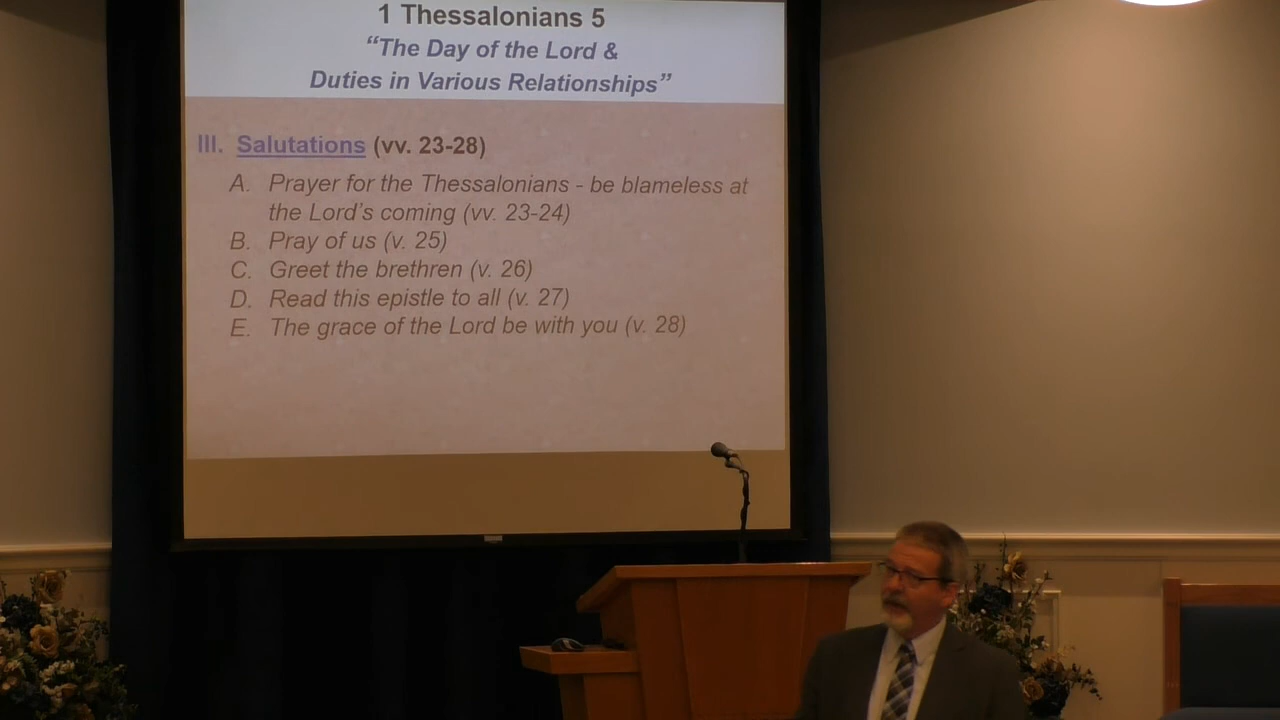 1 Thessalonians 5
“The Day of the Lord &
Duties in Various Relationships”
III. Salutations (vv. 23-28)
A. Prayer for the Thessalonians - be blameless at
the Lord’s coming (vv. 23-24)
B. Pray of us (v. 25)
C. Greet the brethren (v. 26)
D. Read this epistle to all (v. 27)
E. The grace of the Lord be with you (v. 28)